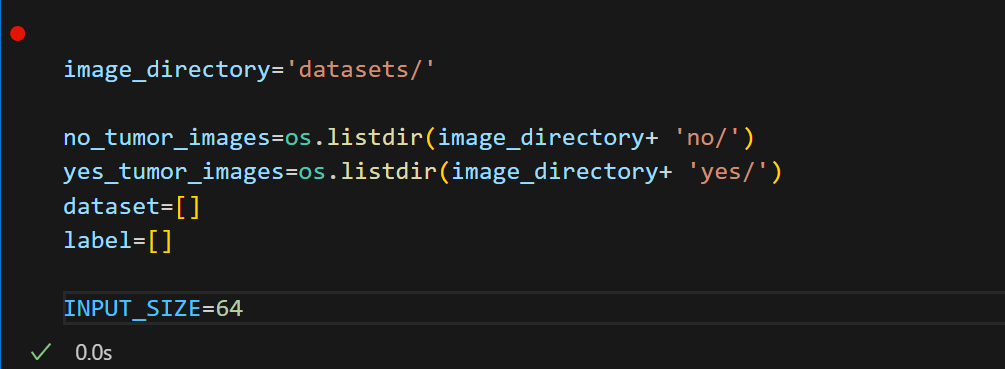 image_directory='datasets/'
no_tumor_images=os.listdir(image_directory+ 'no/')
yes_tumor_images=os.listdir(image_directory+ 'yes/')
dataset=[]
label=[]
INPUT_SIZE=64
0.0s